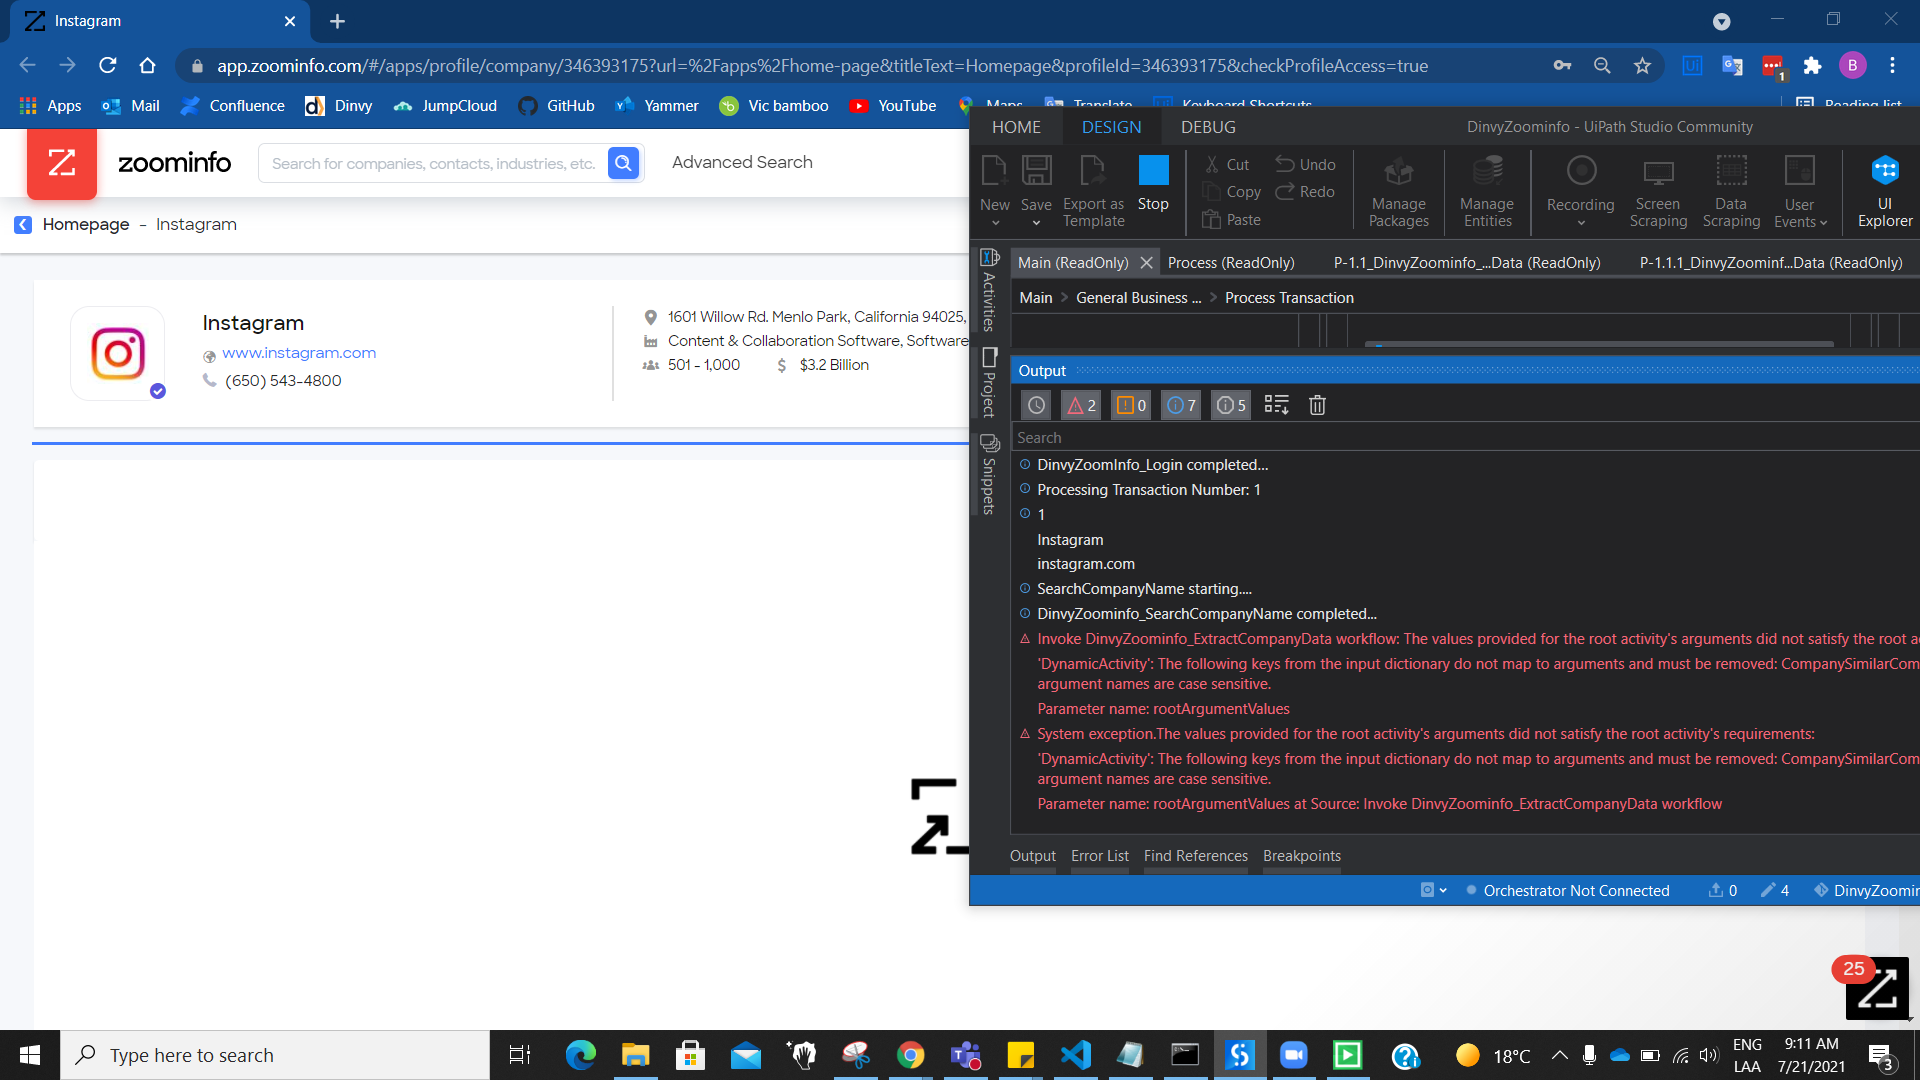 Instagram
app.zoominfo.com/#/apps/profile/company/346393175?url=%2Fapps%2Fhome-page&titleText=Homepage&profileId=346393175&checkProfileAccess=true
1
B
Apps
Mail
Confluence
Dinvy
JumpCloud
GitHub
Yammer
Vic bamboo
YouTube
Maps
Translate
Keyboard Shortcuts
Reading list
zoominfo
Search for companies, contacts, industries, etc.
Advanced Search
Homepage - Instagram
Instagram
www.instagram.com
(650) 543-4800
1601 Willow Rd. Menlo Park, California 94025,
Content & Collaboration Software, Software
501 - 1,000
$ $3.2 Billion
HOME DESIGN DEBUG
DinvyZoominfo - UiPath Studio Community
New
Save
Export as Template
Stop
Cut
Copy
Paste
Undo
Redo
Manage Packages
Manage Entities
Recording
Screen Scraping
Data Scraping
User Events
UI Explorer
Activities
Project
Snippets
Main (ReadOnly)
Process (ReadOnly)
P-1.1_DinvyZoominfo_...Data (ReadOnly)
P-1.1.1_DinvyZoominf...Data (ReadOnly)
Main > General Business ... > Process Transaction
Output
2 0 7 5
Search
DinvyZoomInfo_Login completed...
Processing Transaction Number: 1
1
Instagram
instagram.com
SearchCompanyName starting....
DinvyZoominfo_SearchCompanyName completed...
Invoke DinvyZoominfo_ExtractCompanyData workflow: The values provided for the root activity's arguments did not satisfy the root a
'DynamicActivity': The following keys from the input dictionary do not map to arguments and must be removed: CompanySimilarCom
argument names are case sensitive.
Parameter name: rootArgumentValues
System exception.The values provided for the root activity's arguments did not satisfy the root activity's requirements:
'DynamicActivity': The following keys from the input dictionary do not map to arguments and must be removed: CompanySimilarCom
argument names are case sensitive.
Parameter name: rootArgumentValues at Source: Invoke DinvyZoominfo_ExtractCompanyData workflow
Output Error List Find References Breakpoints
Orchestrator Not Connected
0
4
DinvyZoomin
25
Type here to search
18°C
ENG
LAA
9:11 AM
7/21/2021
3